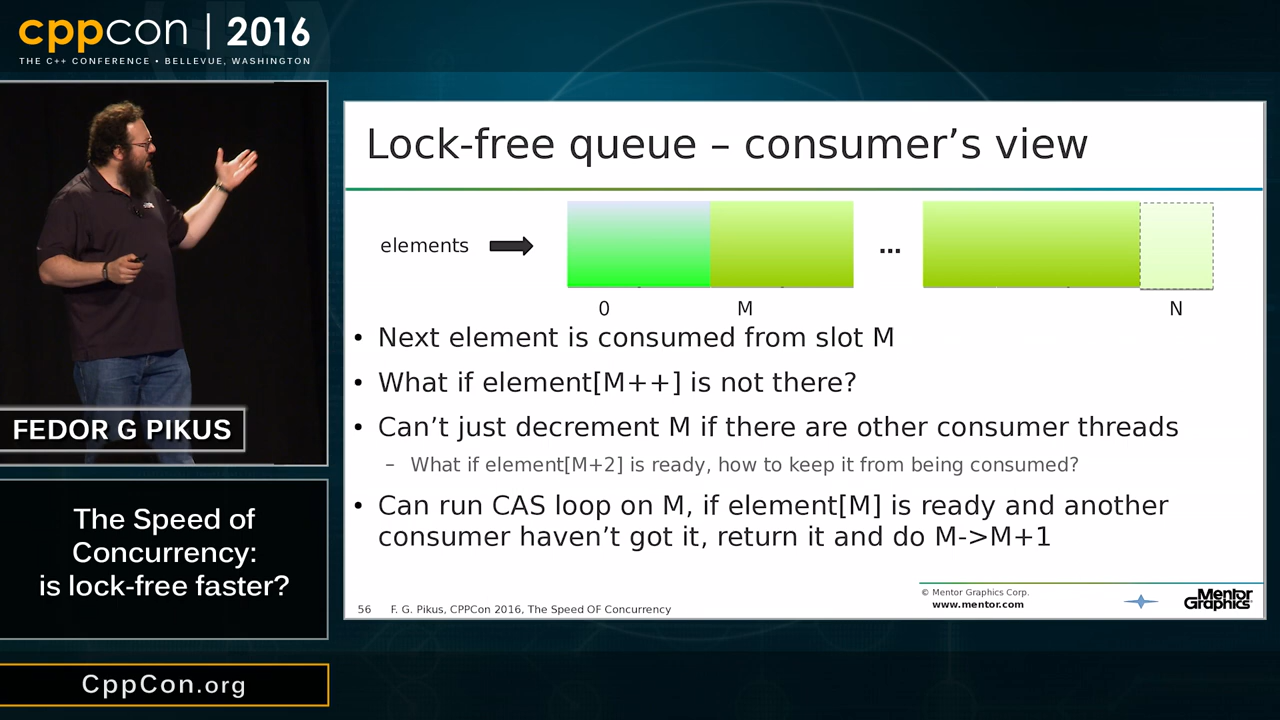 cppcon | 2016
THE C++ CONFERENCE • BELLEVUE, WASHINGTON
FEDOR G PIKUS
The Speed of
Concurrency:
is lock-free faster?
CppCon.org
Lock-free queue – consumer's view
elements
...
0 M N
• Next element is consumed from slot M
• What if element[M++] is not there?
• Can't just decrement M if there are other consumer threads
– What if element[M+2] is ready, how to keep it from being consumed?
• Can run CAS loop on M, if element[M] is ready and another
consumer haven't got it, return it and do M->M+1
56 F. G. Pikus, CPPCon 2016, The Speed OF Concurrency
© Mentor Graphics Corp.
www.mentor.com
Mentor
Graphics